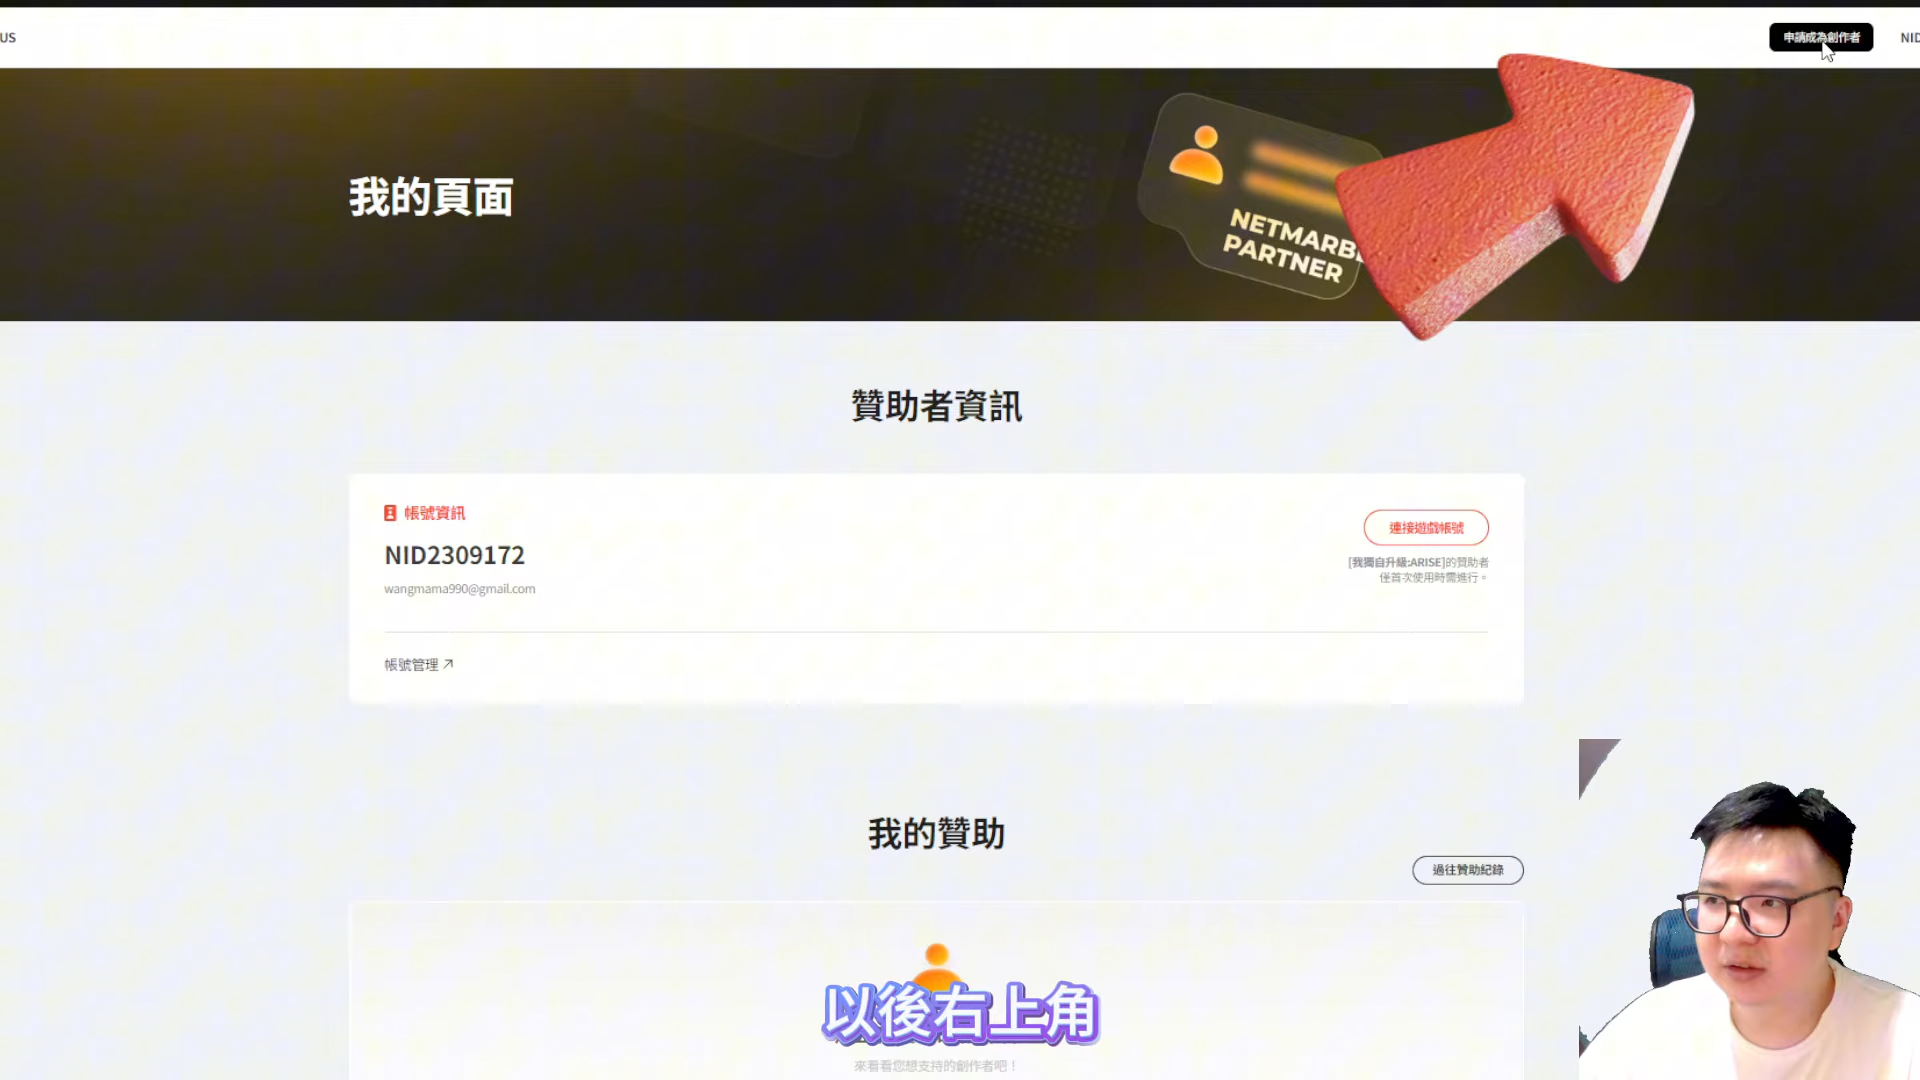 US
申請成為創作者
NID
我的頁面
NETMARB
PARTNER
贊助者資訊
帳號資訊
NID2309172
wangmama990@gmail.com
連接遊戲帳號
[我獨自升級:ARISE]的贊助者
僅首次使用時需進行。
帳號管理
我的贊助
過往贊助紀錄
以後右上角
來看看您想支持的創作者吧！